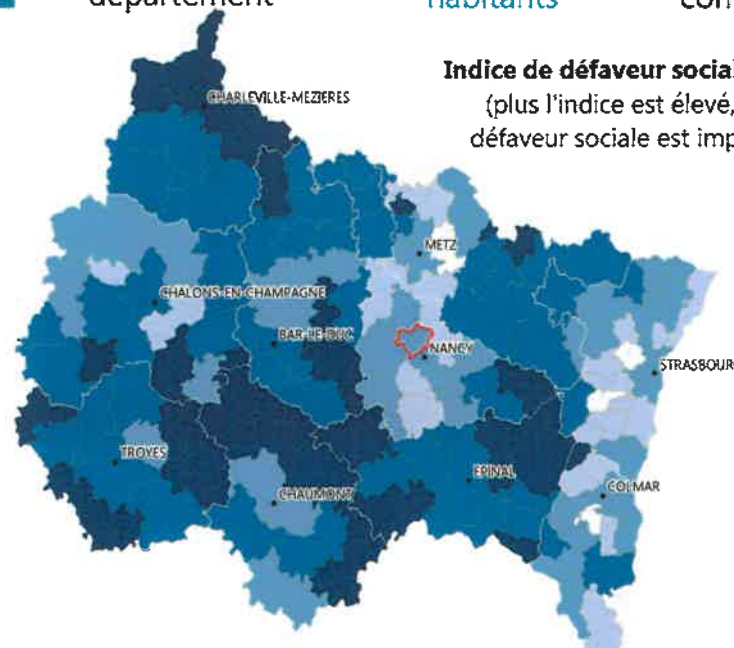 département habitants
Indice de défaveur social
(plus l'indice est élevé,
défaveur sociale est imp
CHARLEVILLE-MEZIERES
METZ
CHALONS-EN-CHAMPAGNE
BAR-LE-DUC
NANCY
STRASBOURG
TROYES
EPINAL
CHAUMONT
COLMAR